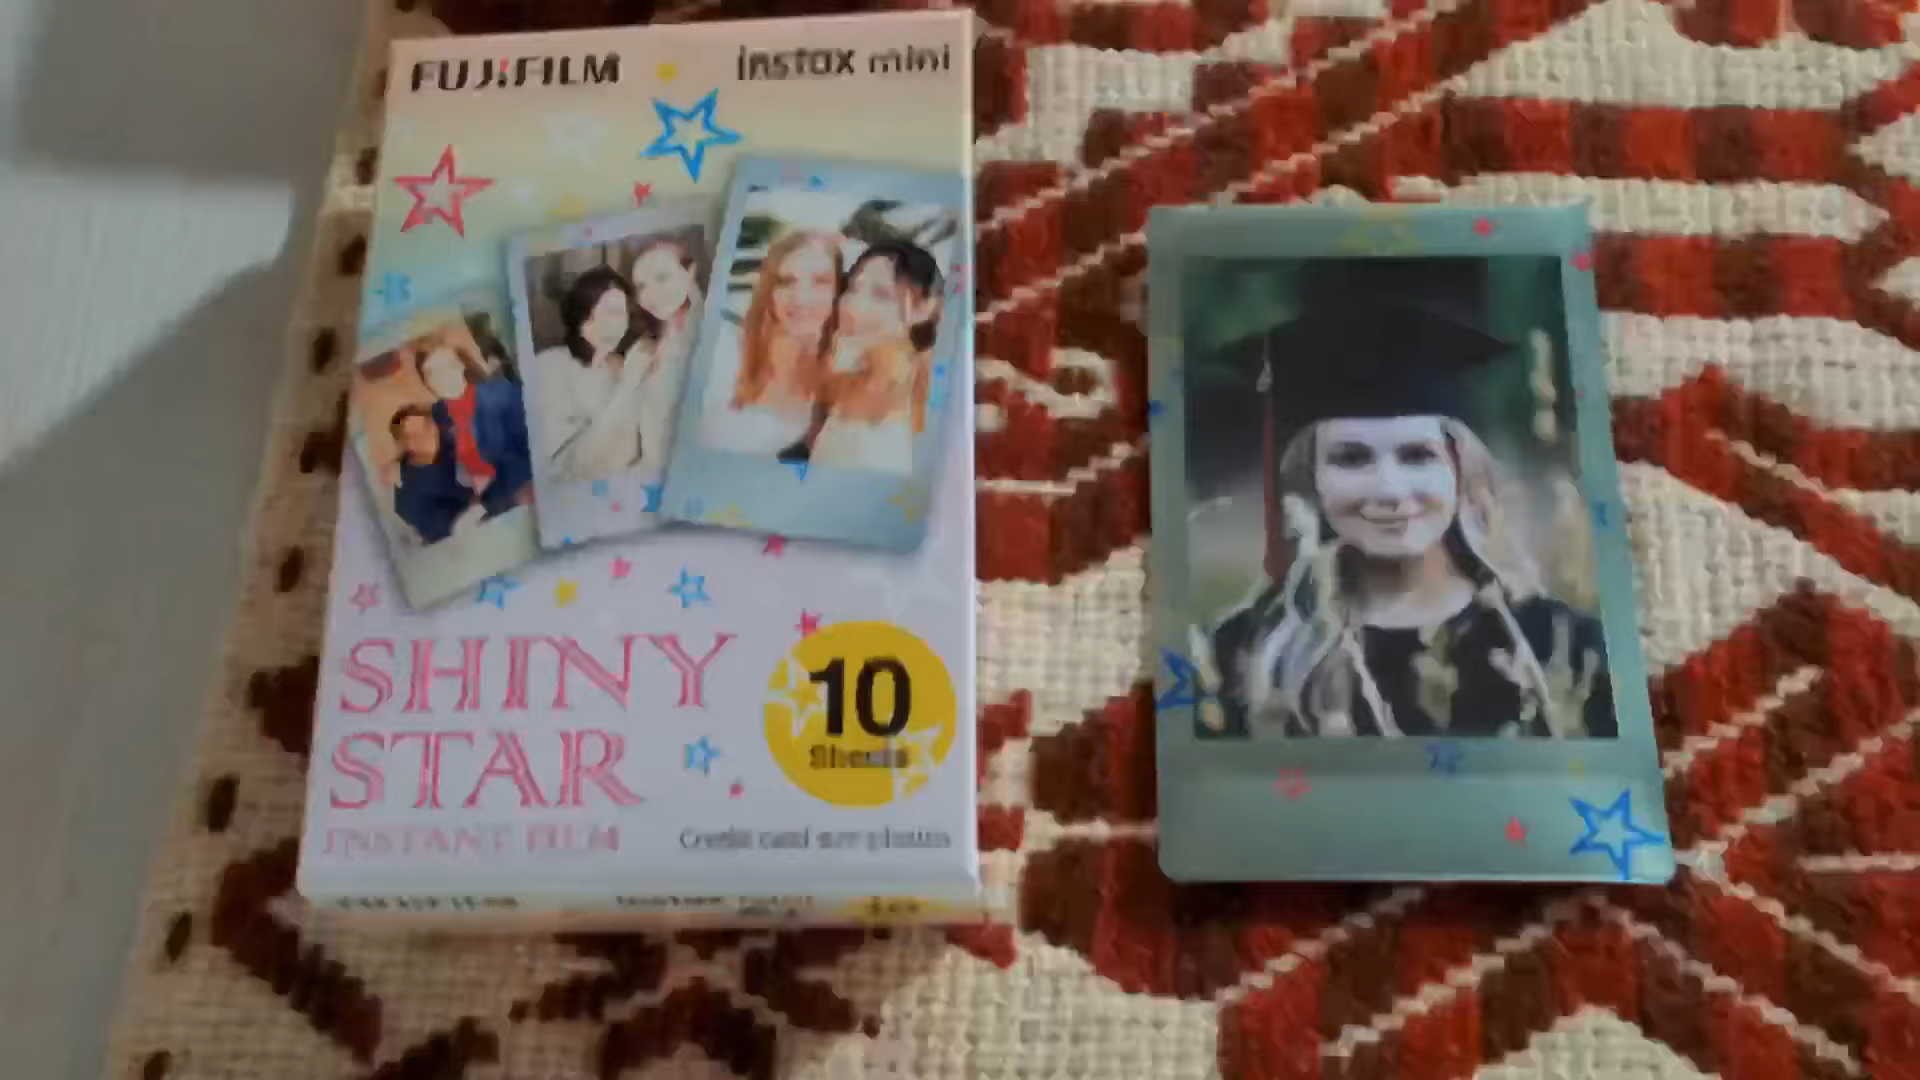 FUJIFILM
instax mini
SHINY
STAR
INSTANT FILM
10
Sheets
Credit card size photos